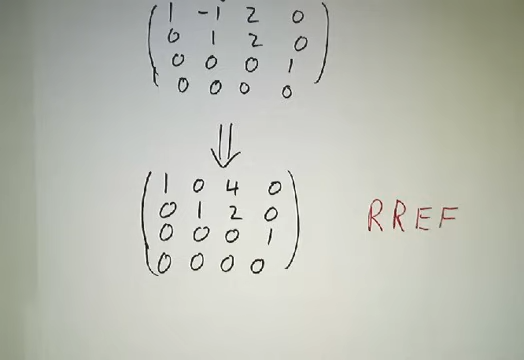 1 -1 2 0
0 1 2 0
0 0 0 1
0 0 0 0
⇓
1 0 4 0
0 1 2 0 RREF
0 0 0 1
0 0 0 0